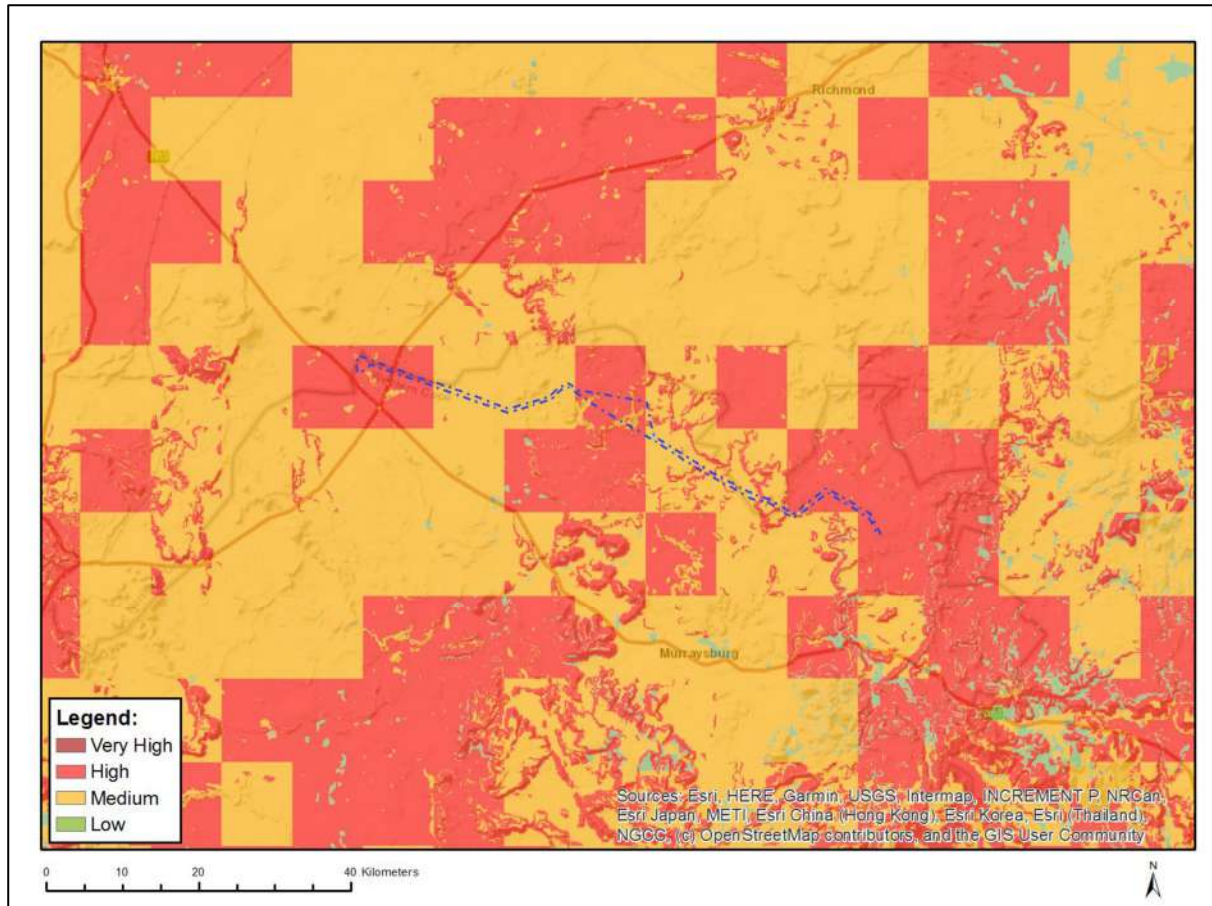 Richmond
Murraysburg
Legend:
Very High
High
Medium
Low
Sources: Esri, HERE, Garmin, USGS, Intermap, INCREMENT P, NRCan,
Esri Japan, METI, Esri China (Hong Kong), Esri Korea, Esri (Thailand),
NGCC, (c) OpenStreetMap contributors, and the GIS User Community
0 10 20 40 Kilometers
N